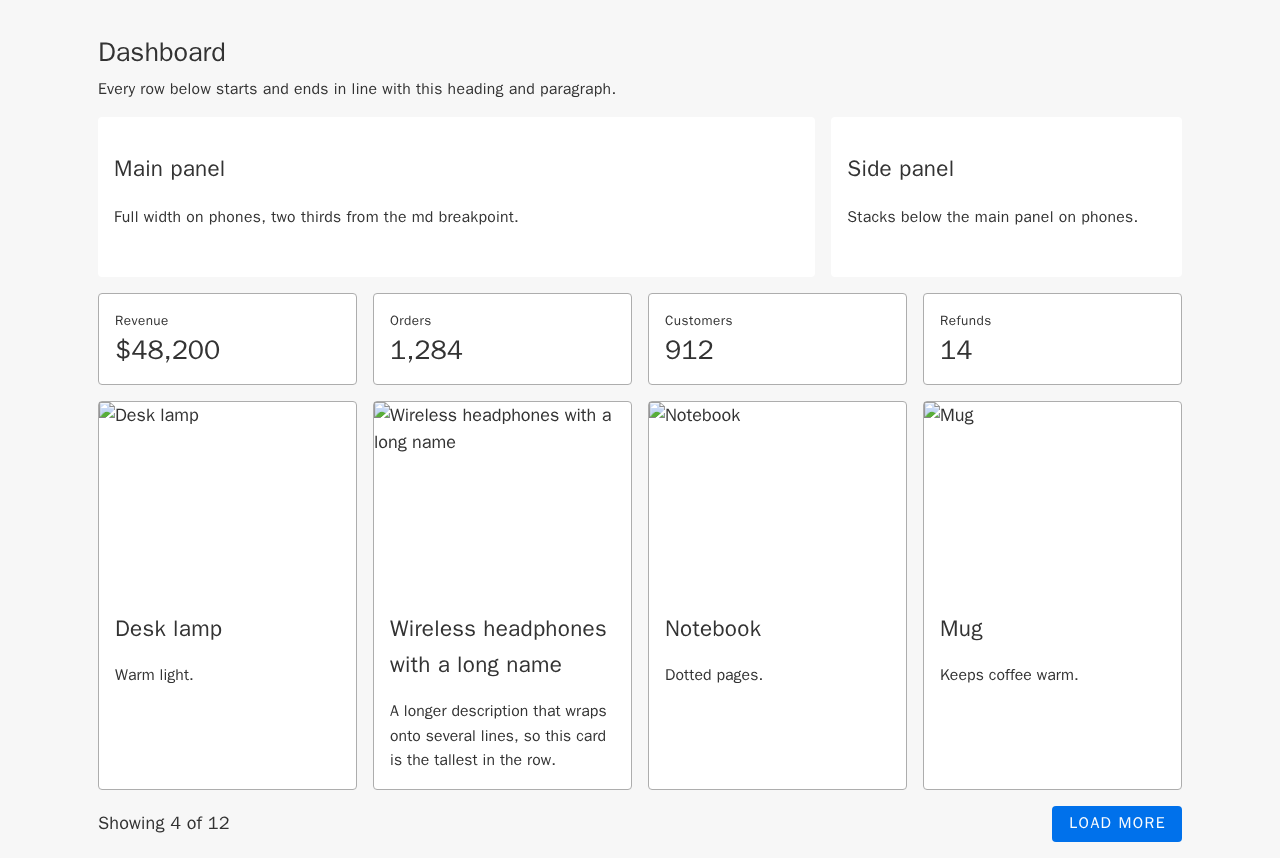 Dashboard
Every row below starts and ends in line with this heading and paragraph.
Main panel
Full width on phones, two thirds from the md breakpoint.
Side panel
Stacks below the main panel on phones.
Revenue
$48,200
Orders
1,284
Customers
912
Refunds
14
Desk lamp
Desk lamp
Warm light.
Wireless headphones with a
long name
Wireless headphones
with a long name
A longer description that wraps
onto several lines, so this card
is the tallest in the row.
Notebook
Notebook
Dotted pages.
Mug
Mug
Keeps coffee warm.
Showing 4 of 12
LOAD MORE